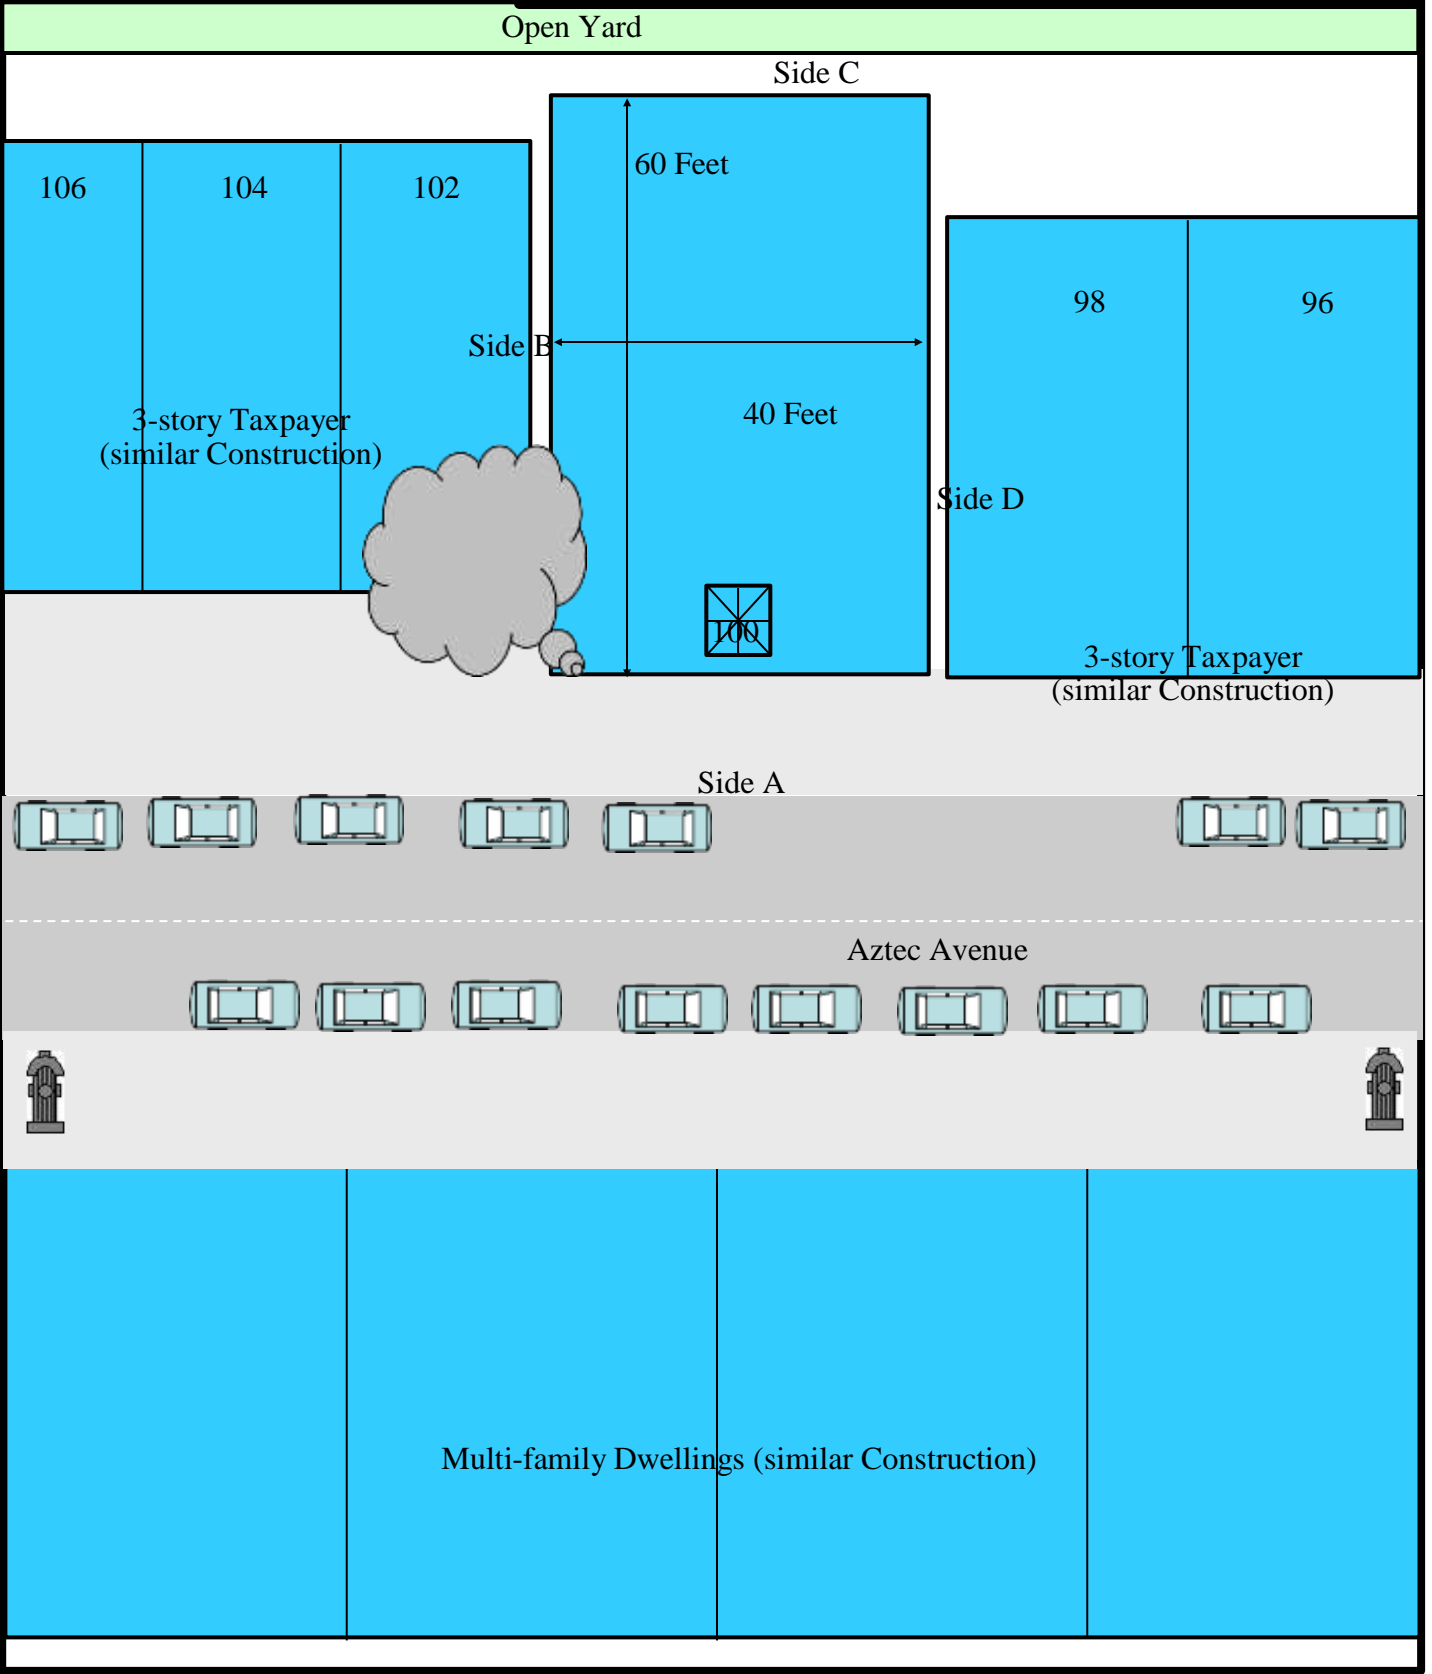 Open Yard
Side C
60 Feet
106
104
102
98
96
Side B
40 Feet
3-story Taxpayer
(similar Construction)
Side D
100
3-story Taxpayer
(similar Construction)
Side A
Aztec Avenue
Multi-family Dwellings (similar Construction)